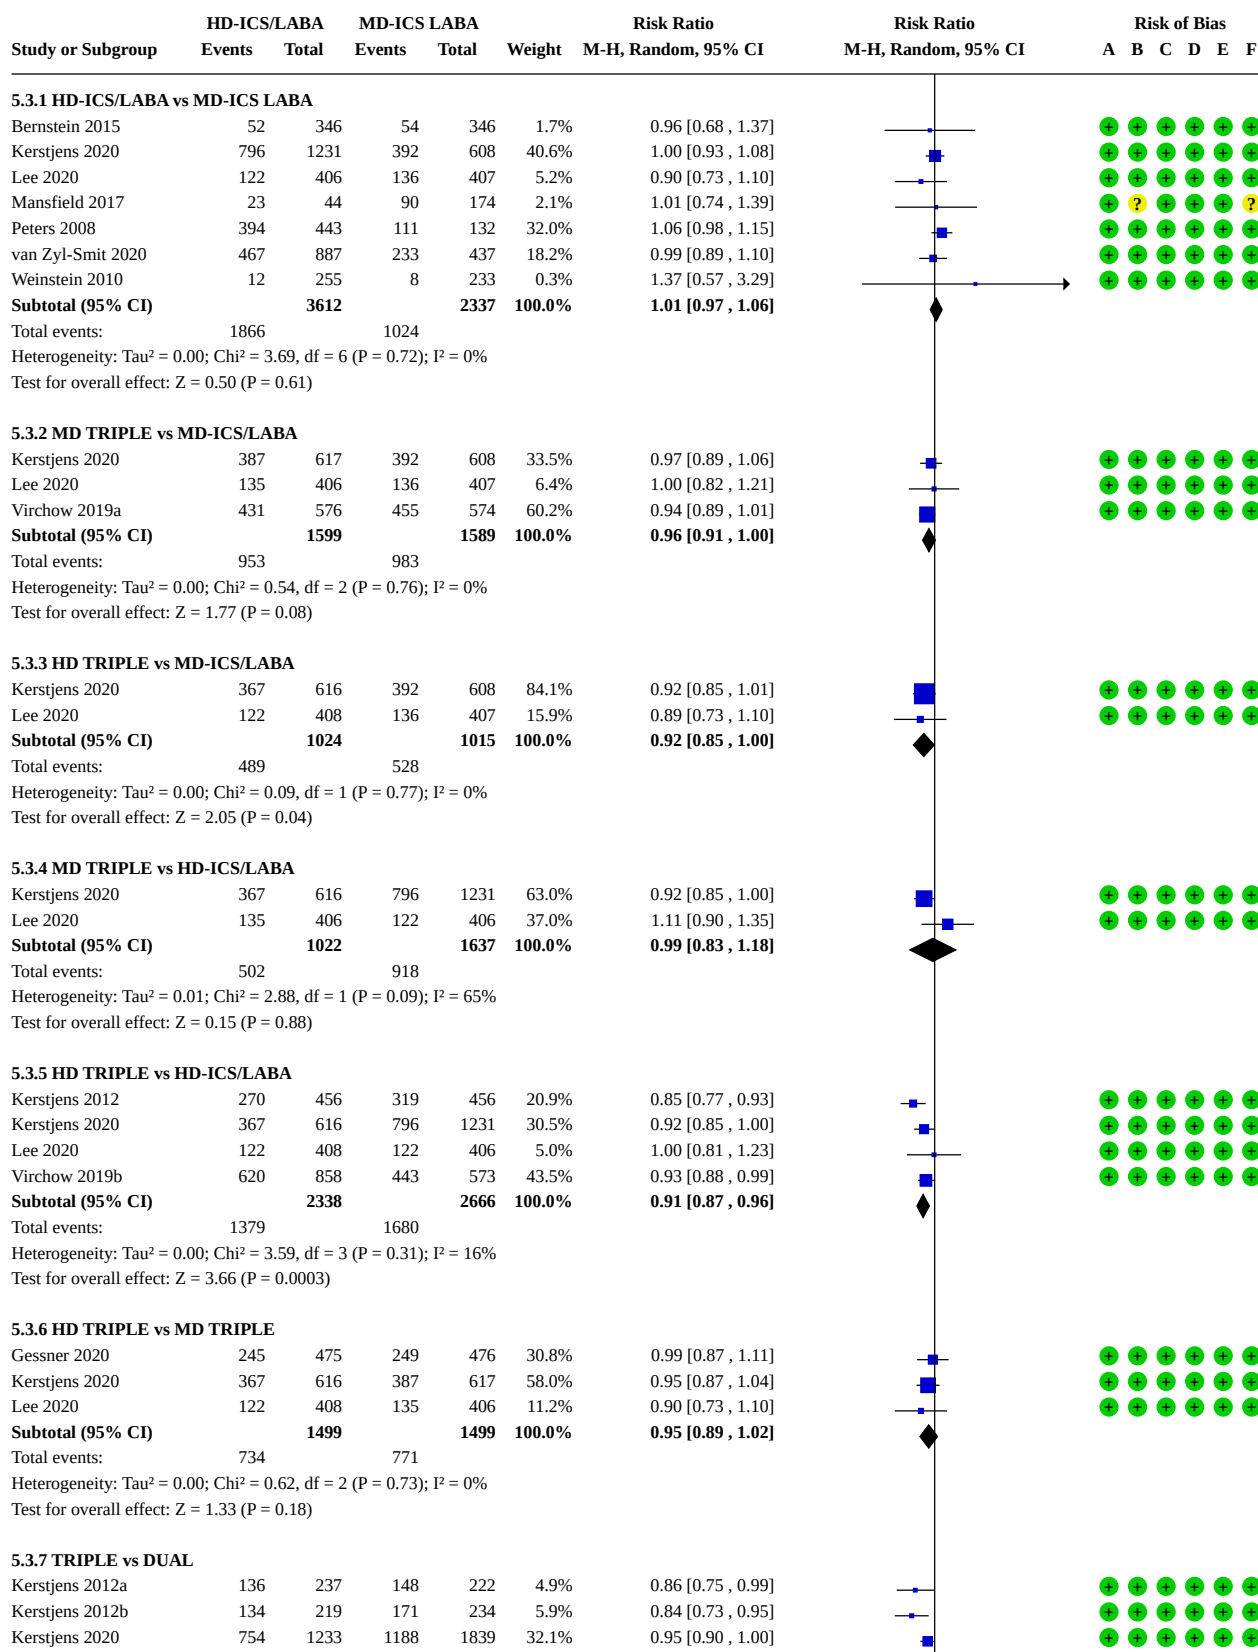 HD-ICS/LABA MD-ICS LABA Risk Ratio Risk Ratio Risk of Bias
Study or Subgroup Events Total Events Total Weight M-H, Random, 95% CI M-H, Random, 95% CI A B C D E F
5.3.1 HD-ICS/LABA vs MD-ICS LABA
Bernstein 2015 52 346 54 346 1.7% 0.96 [0.68 , 1.37] + + + + + +
Kerstjens 2020 796 1231 392 608 40.6% 1.00 [0.93 , 1.08] + + + + + +
Lee 2020 122 406 136 407 5.2% 0.90 [0.73 , 1.10] + + + + + +
Mansfield 2017 23 44 90 174 2.1% 1.01 [0.74 , 1.39] + ? + + + ?
Peters 2008 394 443 111 132 32.0% 1.06 [0.98 , 1.15] + + + + + +
van Zyl-Smit 2020 467 887 233 437 18.2% 0.99 [0.89 , 1.10] + + + + + +
Weinstein 2010 12 255 8 233 0.3% 1.37 [0.57 , 3.29] + + + + + +
Subtotal (95% CI) 3612 2337 100.0% 1.01 [0.97 , 1.06]
Total events: 1866 1024
Heterogeneity: Tau² = 0.00; Chi² = 3.69, df = 6 (P = 0.72); I² = 0%
Test for overall effect: Z = 0.50 (P = 0.61)
5.3.2 MD TRIPLE vs MD-ICS/LABA
Kerstjens 2020 387 617 392 608 33.5% 0.97 [0.89 , 1.06] + + + + + +
Lee 2020 135 406 136 407 6.4% 1.00 [0.82 , 1.21] + + + + + +
Virchow 2019a 431 576 455 574 60.2% 0.94 [0.89 , 1.01] + + + + + +
Subtotal (95% CI) 1599 1589 100.0% 0.96 [0.91 , 1.00]
Total events: 953 983
Heterogeneity: Tau² = 0.00; Chi² = 0.54, df = 2 (P = 0.76); I² = 0%
Test for overall effect: Z = 1.77 (P = 0.08)
5.3.3 HD TRIPLE vs MD-ICS/LABA
Kerstjens 2020 367 616 392 608 84.1% 0.92 [0.85 , 1.01] + + + + + +
Lee 2020 122 408 136 407 15.9% 0.89 [0.73 , 1.10] + + + + + +
Subtotal (95% CI) 1024 1015 100.0% 0.92 [0.85 , 1.00]
Total events: 489 528
Heterogeneity: Tau² = 0.00; Chi² = 0.09, df = 1 (P = 0.77); I² = 0%
Test for overall effect: Z = 2.05 (P = 0.04)
5.3.4 MD TRIPLE vs HD-ICS/LABA
Kerstjens 2020 367 616 796 1231 63.0% 0.92 [0.85 , 1.00] + + + + + +
Lee 2020 135 406 122 406 37.0% 1.11 [0.90 , 1.35] + + + + + +
Subtotal (95% CI) 1022 1637 100.0% 0.99 [0.83 , 1.18]
Total events: 502 918
Heterogeneity: Tau² = 0.01; Chi² = 2.88, df = 1 (P = 0.09); I² = 65%
Test for overall effect: Z = 0.15 (P = 0.88)
5.3.5 HD TRIPLE vs HD-ICS/LABA
Kerstjens 2012 270 456 319 456 20.9% 0.85 [0.77 , 0.93] + + + + + +
Kerstjens 2020 367 616 796 1231 30.5% 0.92 [0.85 , 1.00] + + + + + +
Lee 2020 122 408 122 406 5.0% 1.00 [0.81 , 1.23] + + + + + +
Virchow 2019b 620 858 443 573 43.5% 0.93 [0.88 , 0.99] + + + + + +
Subtotal (95% CI) 2338 2666 100.0% 0.91 [0.87 , 0.96]
Total events: 1379 1680
Heterogeneity: Tau² = 0.00; Chi² = 3.59, df = 3 (P = 0.31); I² = 16%
Test for overall effect: Z = 3.66 (P = 0.0003)
5.3.6 HD TRIPLE vs MD TRIPLE
Gessner 2020 245 475 249 476 30.8% 0.99 [0.87 , 1.11] + + + + + +
Kerstjens 2020 367 616 387 617 58.0% 0.95 [0.87 , 1.04] + + + + + +
Lee 2020 122 408 135 406 11.2% 0.90 [0.73 , 1.10] + + + + + +
Subtotal (95% CI) 1499 1499 100.0% 0.95 [0.89 , 1.02]
Total events: 734 771
Heterogeneity: Tau² = 0.00; Chi² = 0.62, df = 2 (P = 0.73); I² = 0%
Test for overall effect: Z = 1.33 (P = 0.18)
5.3.7 TRIPLE vs DUAL
Kerstjens 2012a 136 237 148 222 4.9% 0.86 [0.75 , 0.99] + + + + + +
Kerstjens 2012b 134 219 171 234 5.9% 0.84 [0.73 , 0.95] + + + + + +
Kerstjens 2020 754 1233 1188 1839 32.1% 0.95 [0.90 , 1.00] + + + + + +